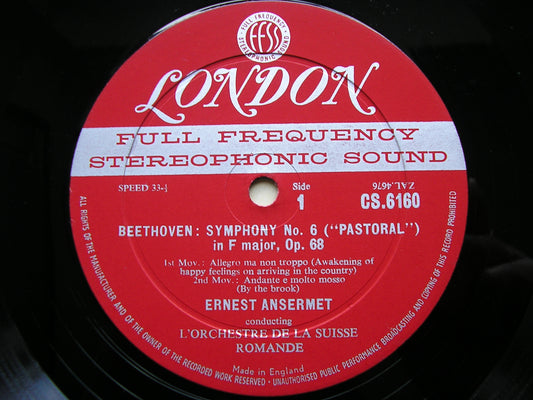 FULL FREQUENCY
FFSS
STEREOPHONIC SOUND
LONDON
FULL FREQUENCY
STEREOPHONIC SOUND
SPEED 33-⅓
Side
1
ZAL.4676
CS.6160
BEETHOVEN: SYMPHONY No. 6 ("PASTORAL")
in F major, Op. 68
1st Mov.: Allegro ma non troppo (Awakening of
happy feelings on arriving in the country)
2nd Mov.: Andante e molto mosso
(By the brook)
ERNEST ANSERMET
conducting
L'ORCHESTRE DE LA SUISSE
ROMANDE
Made in England
ALL RIGHTS OF THE MANUFACTURER AND OF THE OWNER OF THE RECORDED WORK RESERVED · UNAUTHORISED PUBLIC PERFORMANCE BROADCASTING AND COPYING OF THIS RECORD PROHIBITED